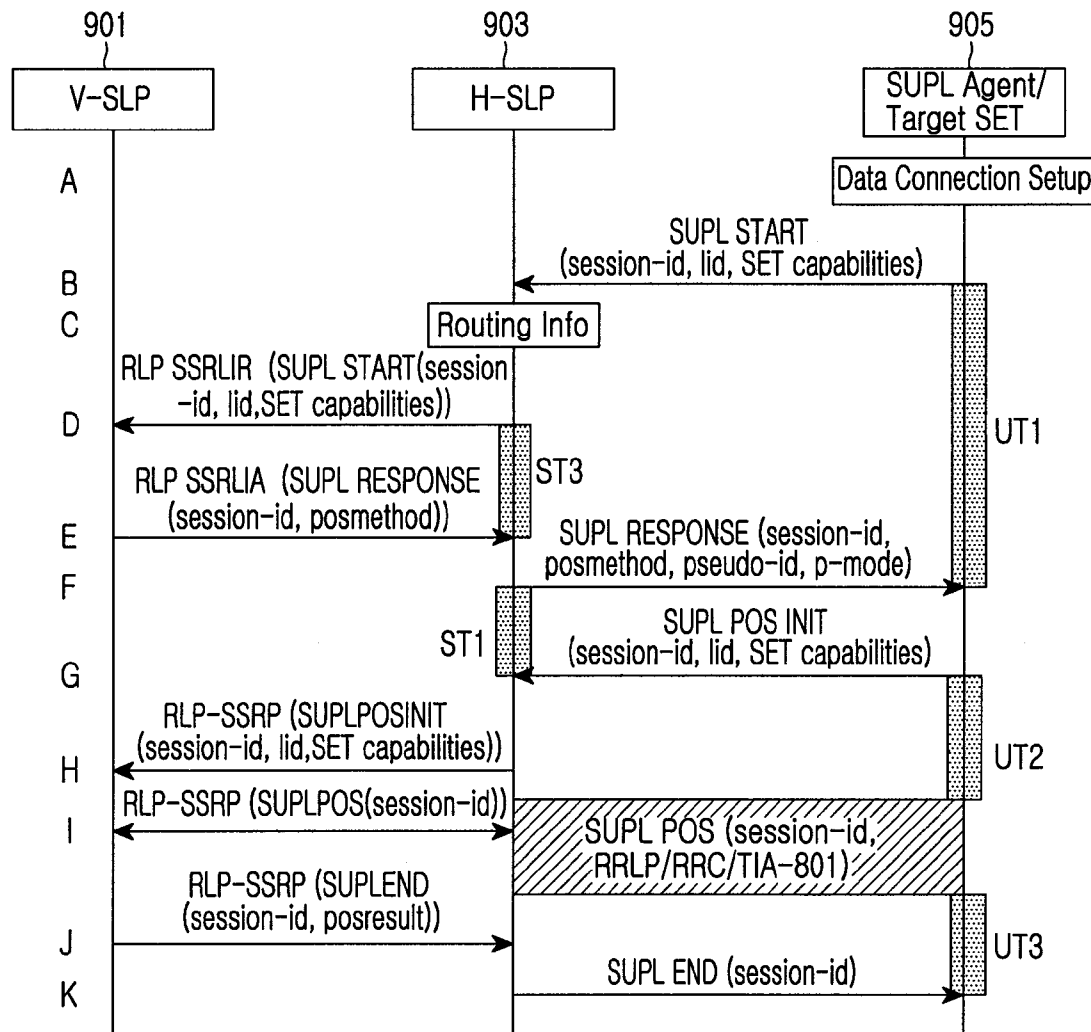 901
903
905
V-SLP
H-SLP
SUPL Agent/
Target SET
A
Data Connection Setup
SUPL START
(session-id, lid, SET capabilities)
B
C
Routing Info
RLP SSRLIR (SUPL START(session
-id, lid,SET capabilities))
D
UT1
ST3
RLP SSRLIA (SUPL RESPONSE
(session-id, posmethod))
E
SUPL RESPONSE (session-id,
posmethod, pseudo-id, p-mode)
F
ST1
SUPL POS INIT
(session-id, lid, SET capabilities)
G
RLP-SSRP (SUPLPOSINIT
(session-id, lid,SET capabilities))
H
UT2
RLP-SSRP (SUPLPOS(session-id))
I
SUPL POS (session-id,
RRLP/RRC/TIA-801)
RLP-SSRP (SUPLEND
(session-id, posresult))
J
UT3
SUPL END (session-id)
K